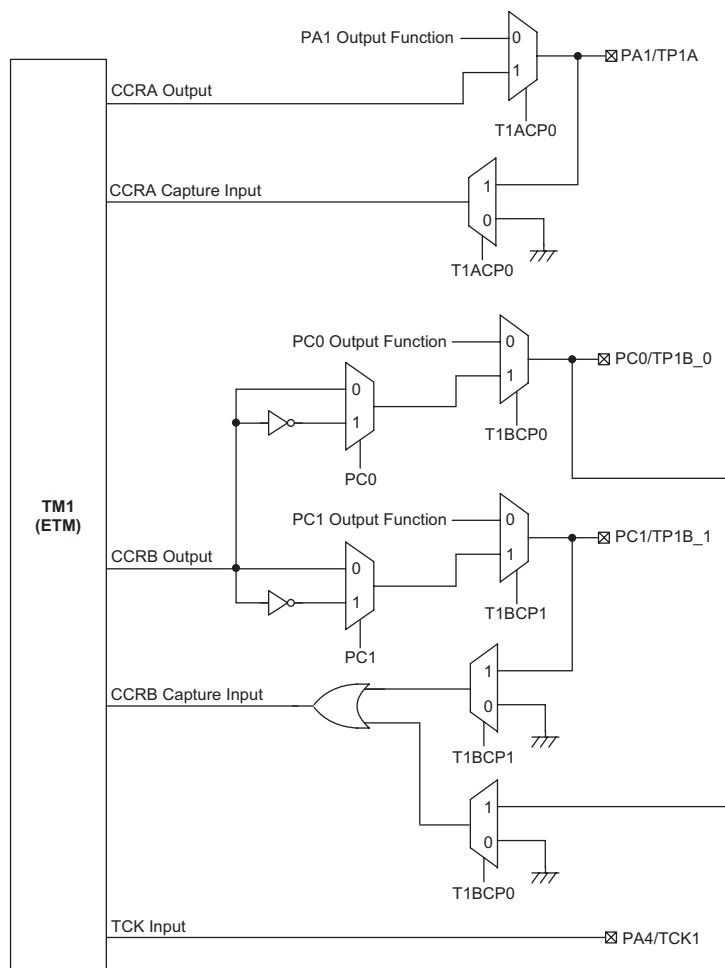 PA1 Output Function
0
PA1/TP1A
1
CCRA Output
T1ACP0
CCRA Capture Input
1
0
T1ACP0
PC0 Output Function
0
PC0/TP1B_0
1
0
1
T1BCP0
PC0
TM1
(ETM)
PC1 Output Function
0
PC1/TP1B_1
1
CCRB Output
0
1
T1BCP1
PC1
CCRB Capture Input
1
0
T1BCP1
1
0
T1BCP0
TCK Input
PA4/TCK1